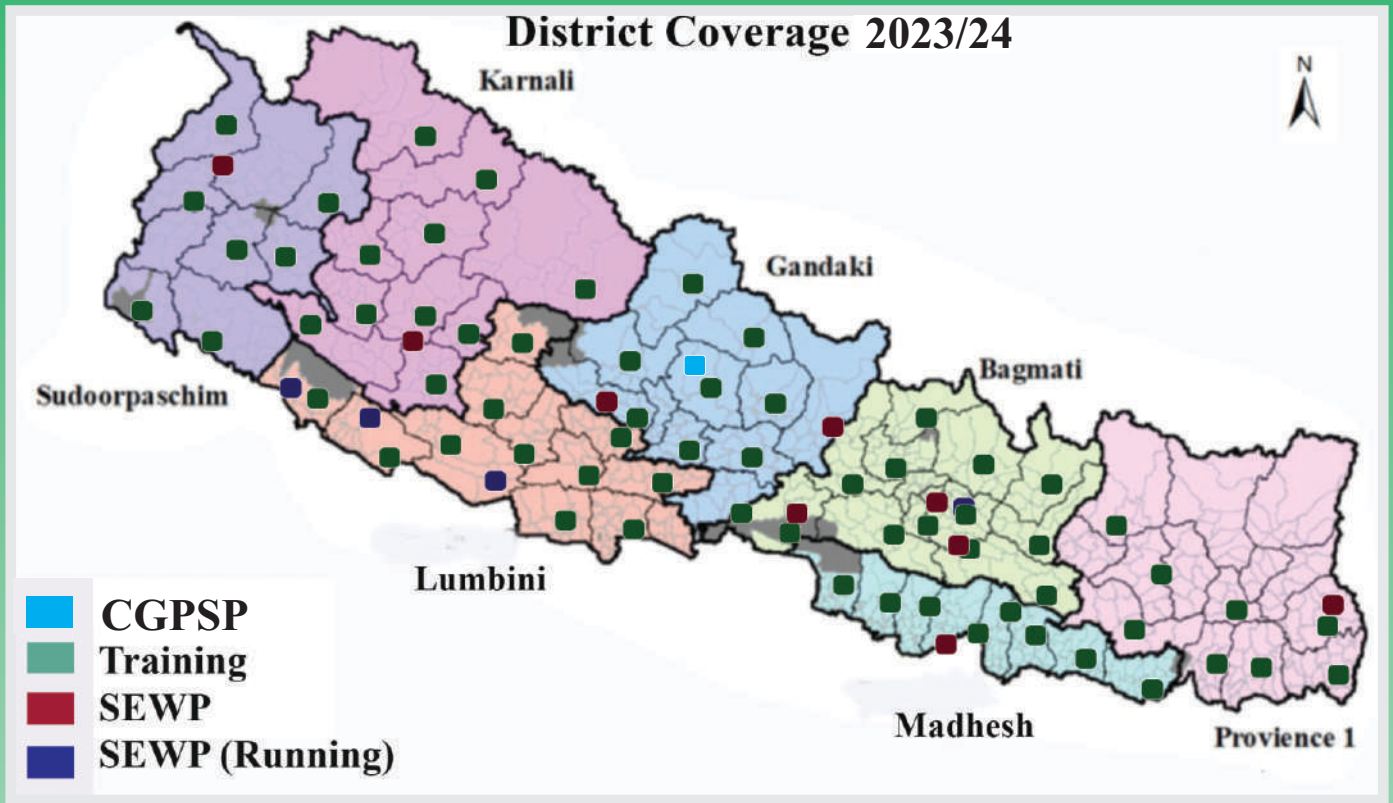 District Coverage 2023/24
Karnali
N
Gandaki
Bagmati
Sudoorpaschim
Lumbini
Madhesh
Provience 1
CGPSP
Training
SEWP
SEWP (Running)